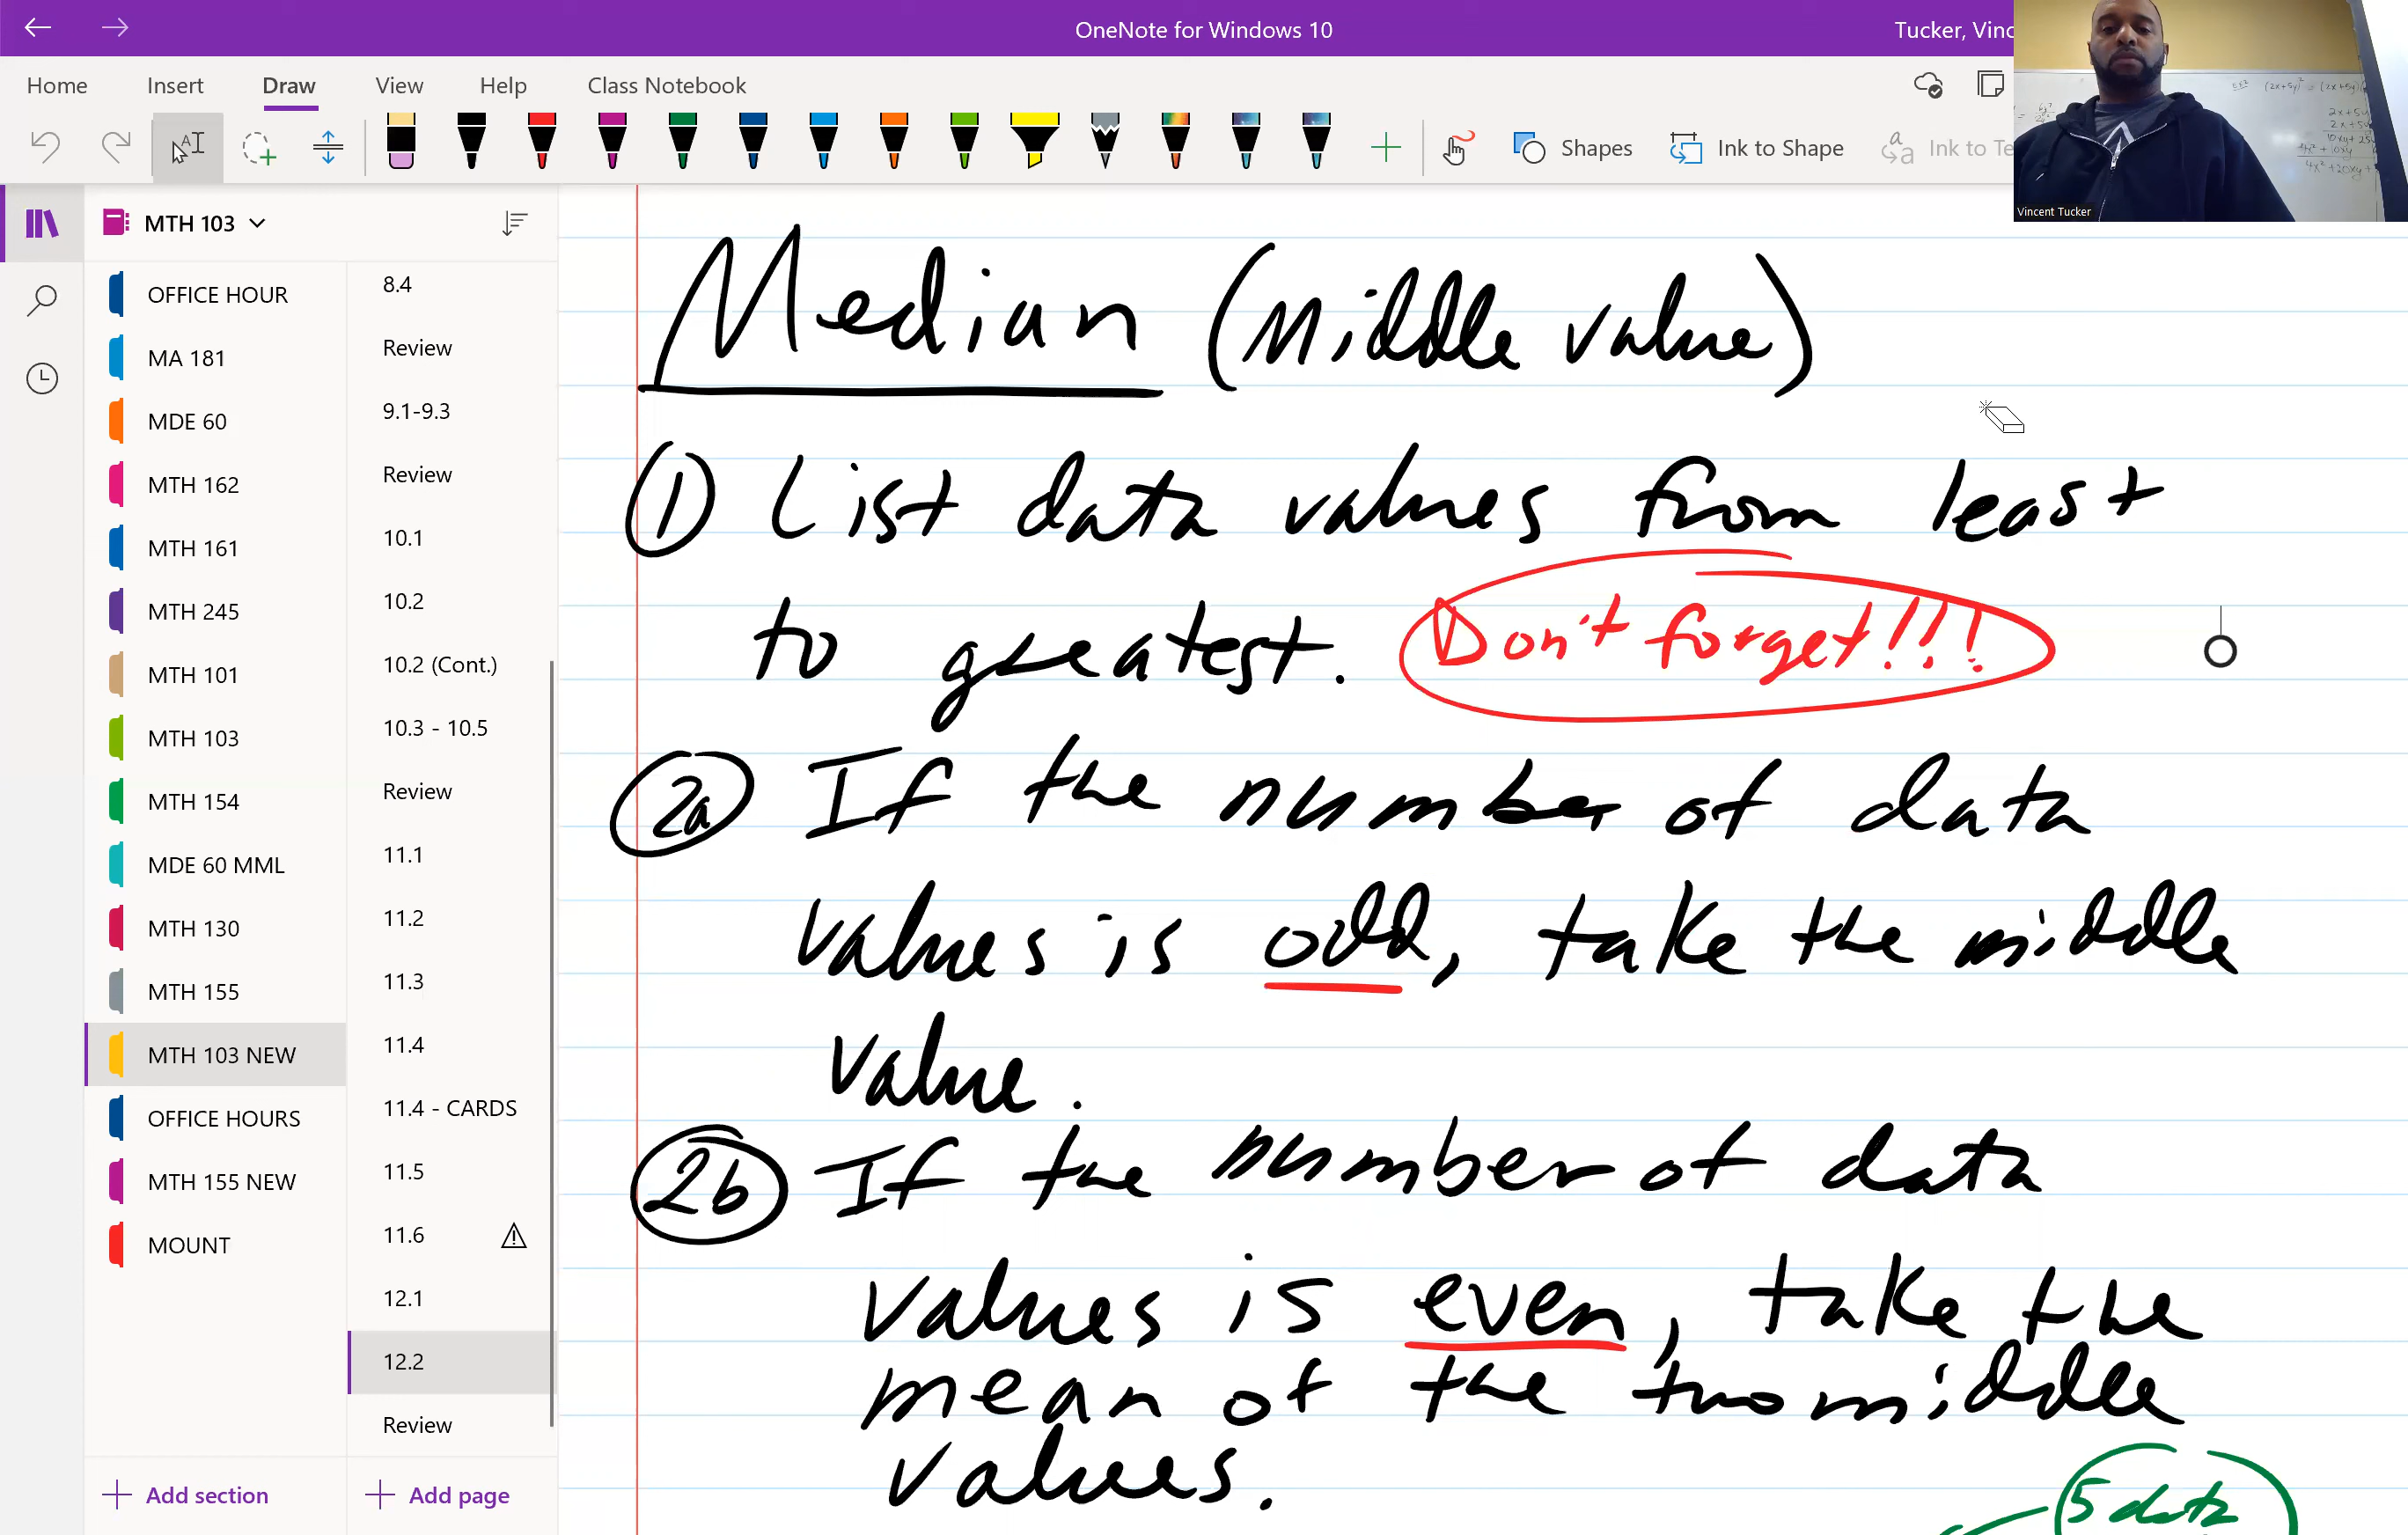 OneNote for Windows 10
Tucker, Vinc
Home Insert Draw View Help Class Notebook
Shapes Ink to Shape Ink to Te
Vincent Tucker
MTH 103
OFFICE HOUR
MA 181
MDE 60
MTH 162
MTH 161
MTH 245
MTH 101
MTH 103
MTH 154
MDE 60 MML
MTH 130
MTH 155
MTH 103 NEW
OFFICE HOURS
MTH 155 NEW
MOUNT
Add section
8.4
Review
9.1-9.3
Review
10.1
10.2
10.2 (Cont.)
10.3 - 10.5
Review
11.1
11.2
11.3
11.4
11.4 - CARDS
11.5
11.6
12.1
12.2
Review
Add page
Median (Middle value)
1 List data values from least
to greatest. Don't forget!!!
2a If the number of data
values is odd, take the middle
value.
2b If the number of data
values is even, take the
mean of the two middle
values.
5 data